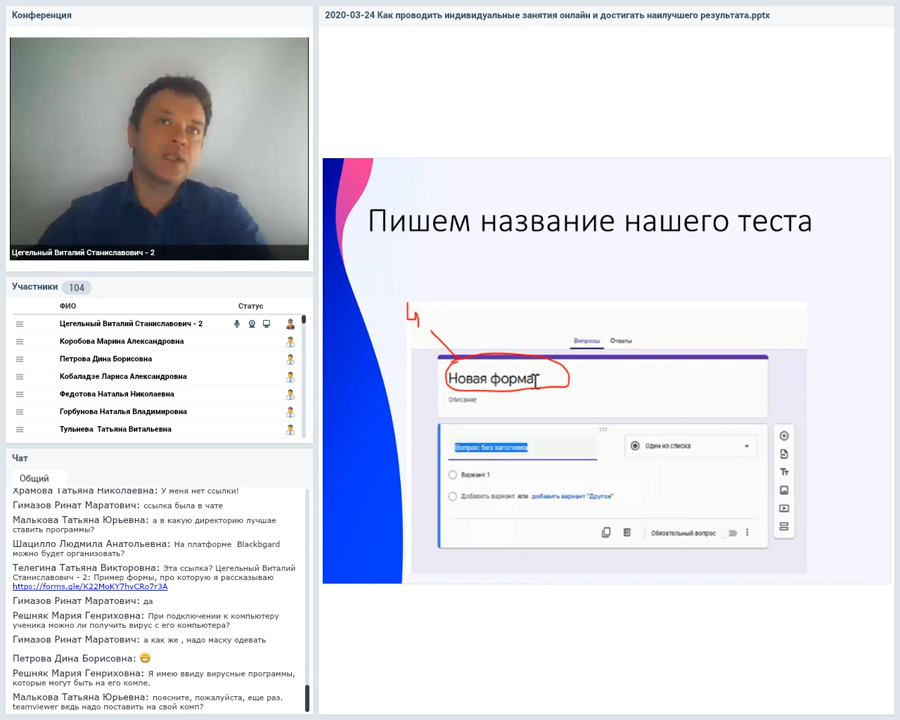 Конференция
Цегельный Виталий Станиславович - 2
Участники 104
ФИО Статус
Цегельный Виталий Станиславович - 2
Коробова Марина Александровна
Петрова Дина Борисовна
Кобаладзе Лариса Александровна
Федотова Наталья Николаевна
Горбунова Наталья Владимировна
Тульнева Татьяна Витальевна
Чат
Общий
Храмова Татьяна Николаевна: У меня нет ссылки!
Гимазов Ринат Маратович: ссылка была в чате
Малькова Татьяна Юрьевна: а в какую директорию лучшее
ставить программы?
Шацилло Людмила Анатольевна: На платформе Blackbgard
можно будет организовать?
Телегина Татьяна Викторовна: Эта ссылка? Цегельный Виталий
Станиславович - 2: Пример формы, про которую я рассказываю
https://forms.gle/K22MoKY7hvCRo7r3A
Гимазов Ринат Маратович: да
Решняк Мария Генриховна: При подключении к компьютеру
ученика можно ли получить вирус с его компьютера?
Гимазов Ринат Маратович: а как же , надо маску одевать
Петрова Дина Борисовна:
Решняк Мария Генриховна: Я имею ввиду вирусные программы,
которые могут быть на его компе.
Малькова Татьяна Юрьевна: поясните, пожалуйста, еще раз.
teamviewer ведь надо поставить на свой комп?
2020-03-24 Как проводить индивидуальные занятия онлайн и достигать наилучшего результата.pptx
Пишем название нашего теста
4
Вопросы Ответы
Новая форма
Описание
Вопрос без заголовка
Один из списка
Вариант 1
Добавить вариант или добавить вариант "Другое"
Обязательный вопрос
Тт